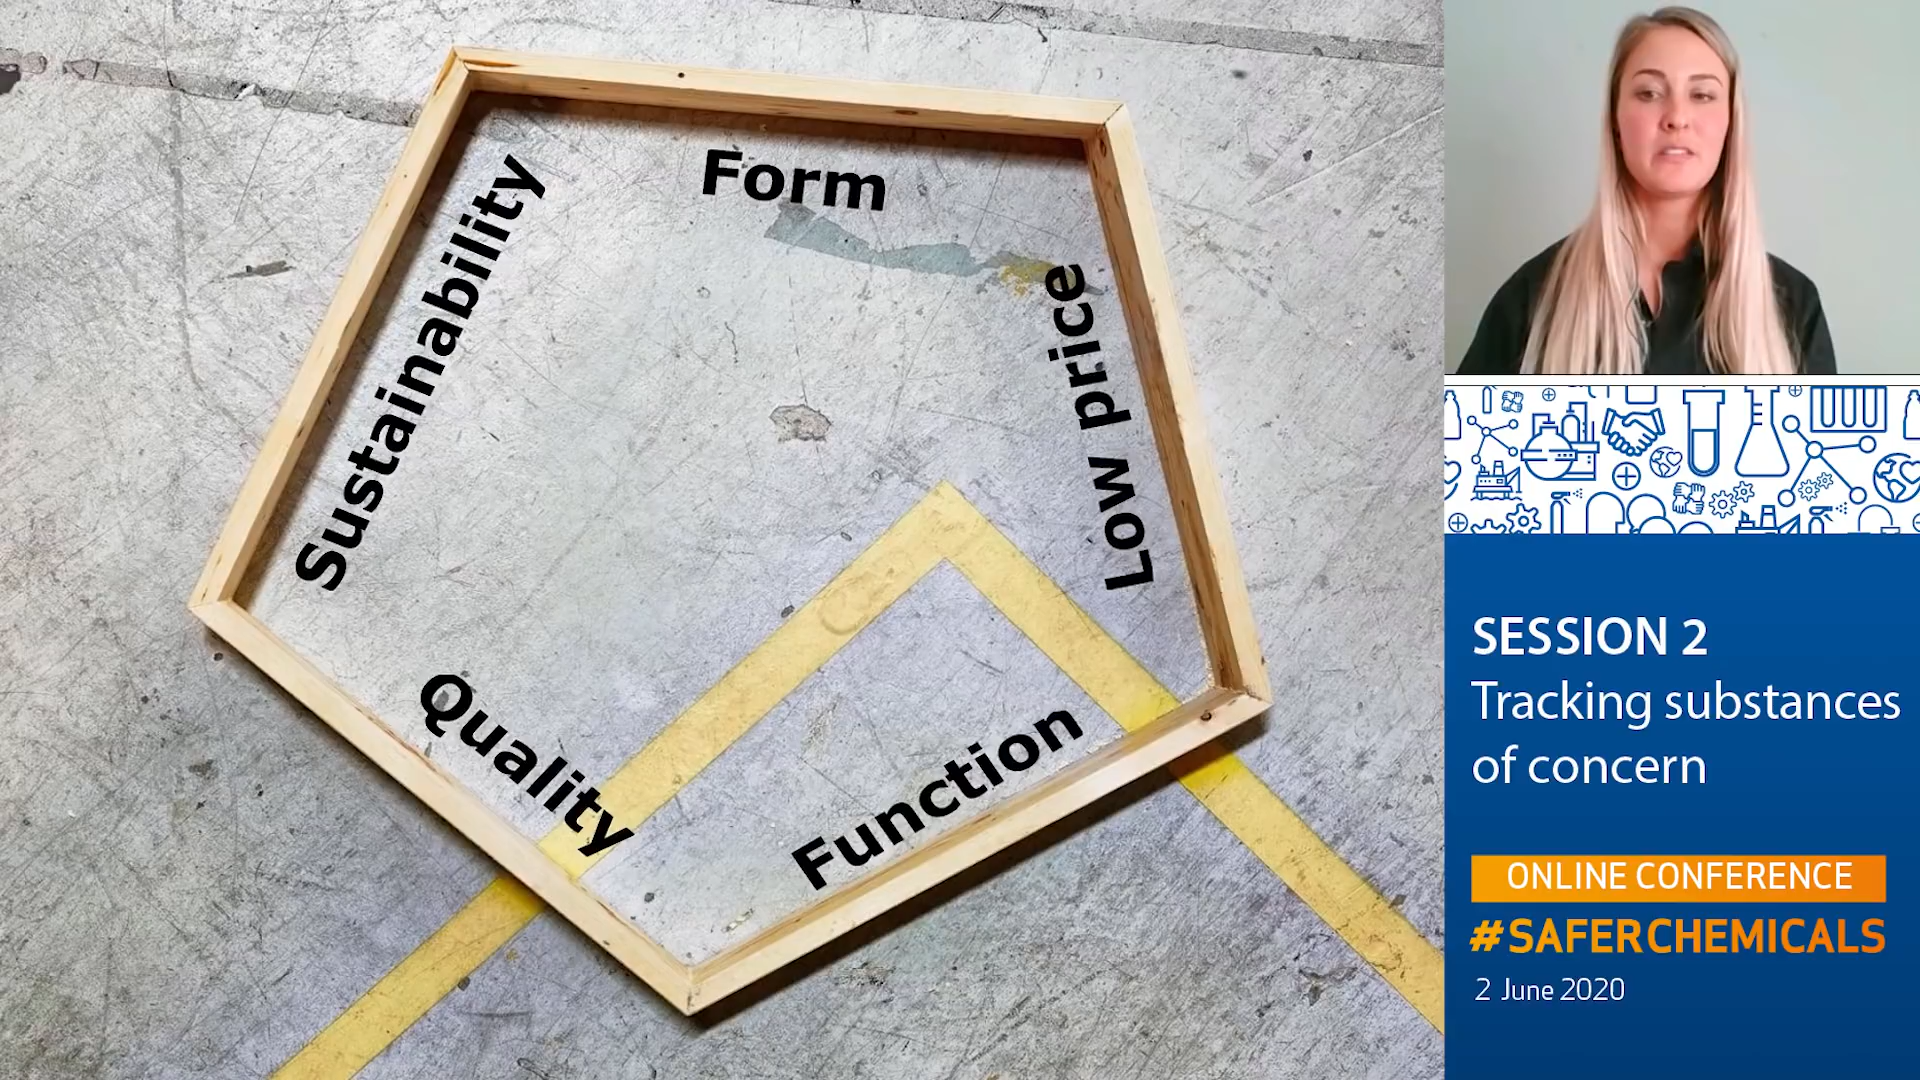 Form
Sustainability
Low price
Quality
Function
SESSION 2
Tracking substances
of concern
ONLINE CONFERENCE
#SAFERCHEMICALS
2 June 2020